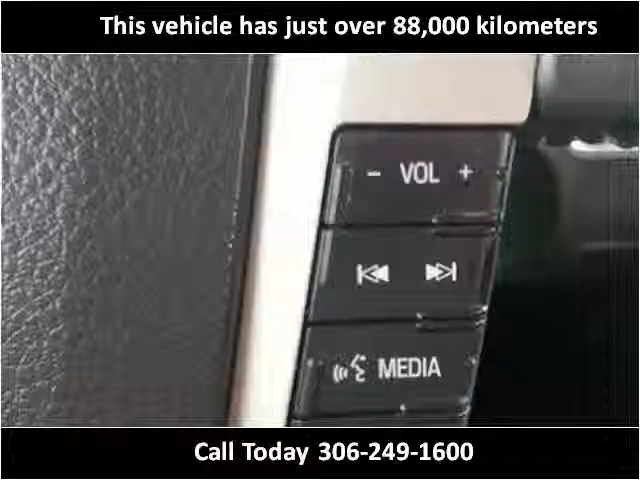 This vehicle has just over 88,000 kilometers
- VOL +
MEDIA
Call Today 306-249-1600